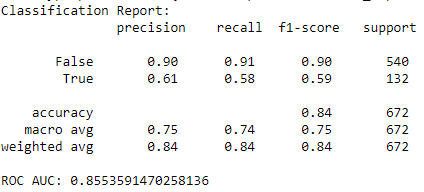 Classification Report:
precision recall f1-score support
False 0.90 0.91 0.90 540
True 0.61 0.58 0.59 132
accuracy 0.84 672
macro avg 0.75 0.74 0.75 672
weighted avg 0.84 0.84 0.84 672
ROC AUC: 0.8553591470258136